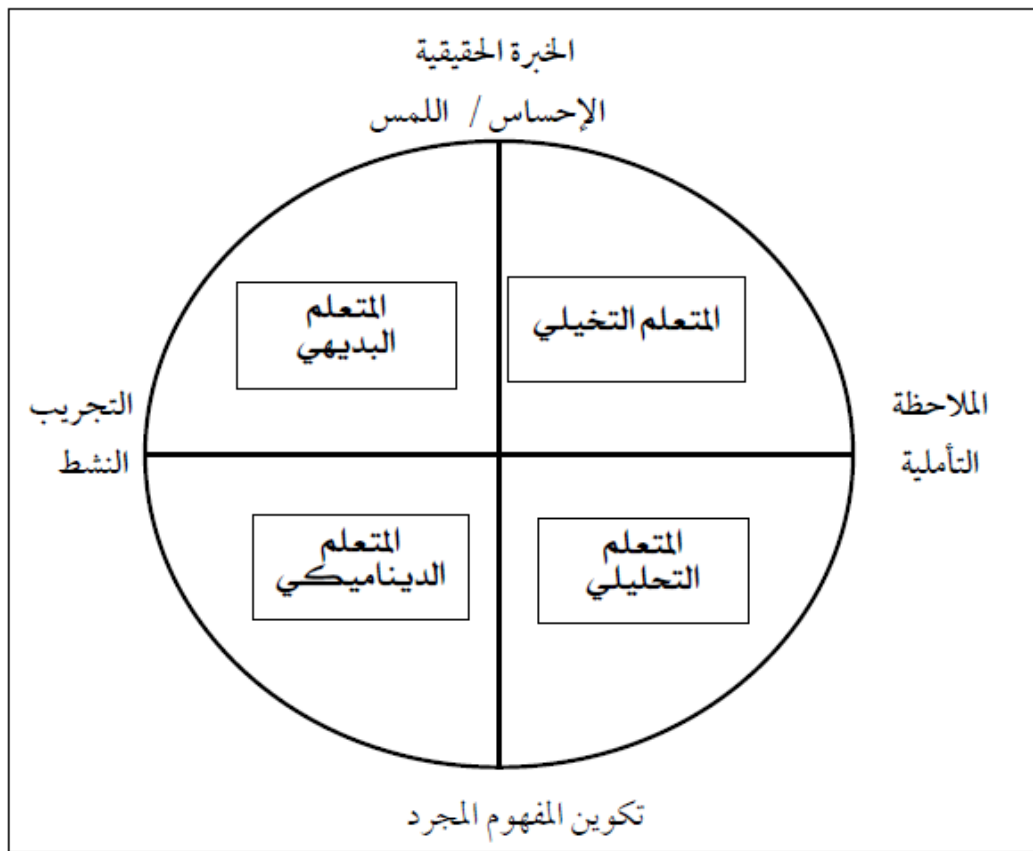 الخبرة الحقيقية
الإحساس / اللمس
المتعلم التخيلي
المتعلم
البديهي
الملاحظة
التأملية
التجريب
النشط
المتعلم
التحليلي
المتعلم
الديناميكي
تكوين المفهوم المجرد